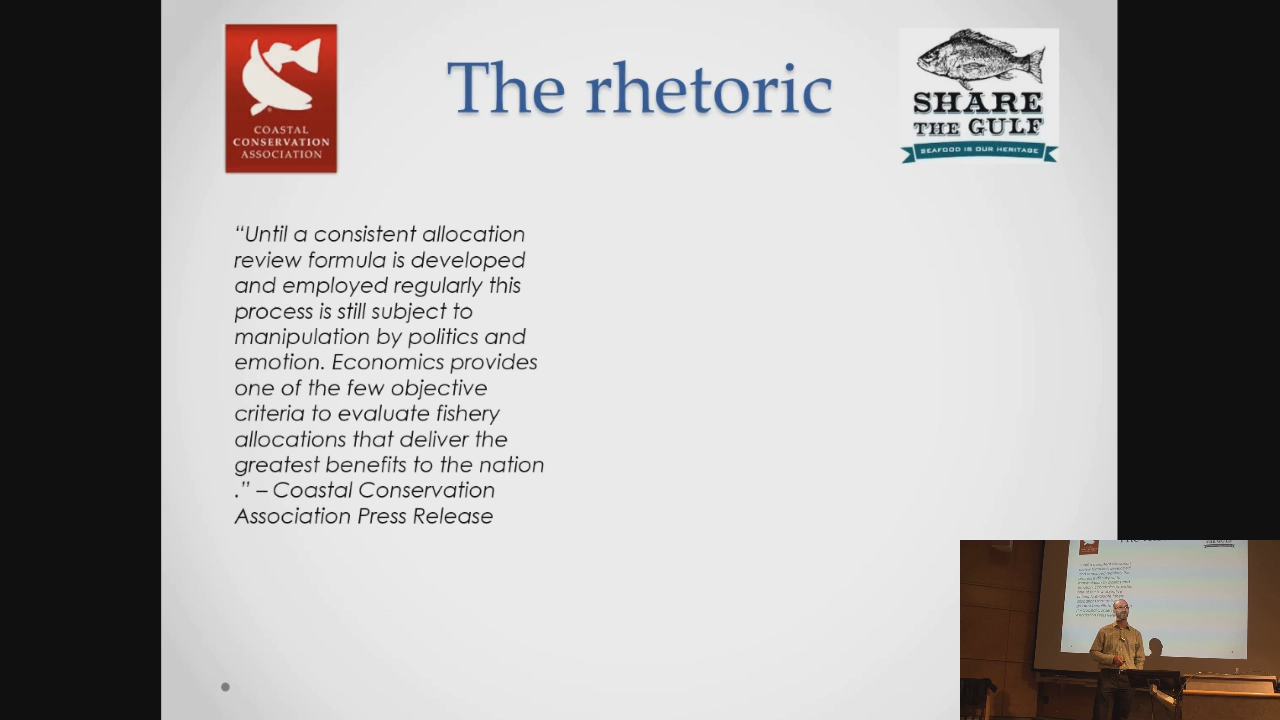 COASTAL
CONSERVATION
ASSOCIATION
The rhetoric
SHARE
THE GULF
SEAFOOD IS OUR HERITAGE
“Until a consistent allocation
review formula is developed
and employed regularly this
process is still subject to
manipulation by politics and
emotion. Economics provides
one of the few objective
criteria to evaluate fishery
allocations that deliver the
greatest benefits to the nation
.” – Coastal Conservation
Association Press Release